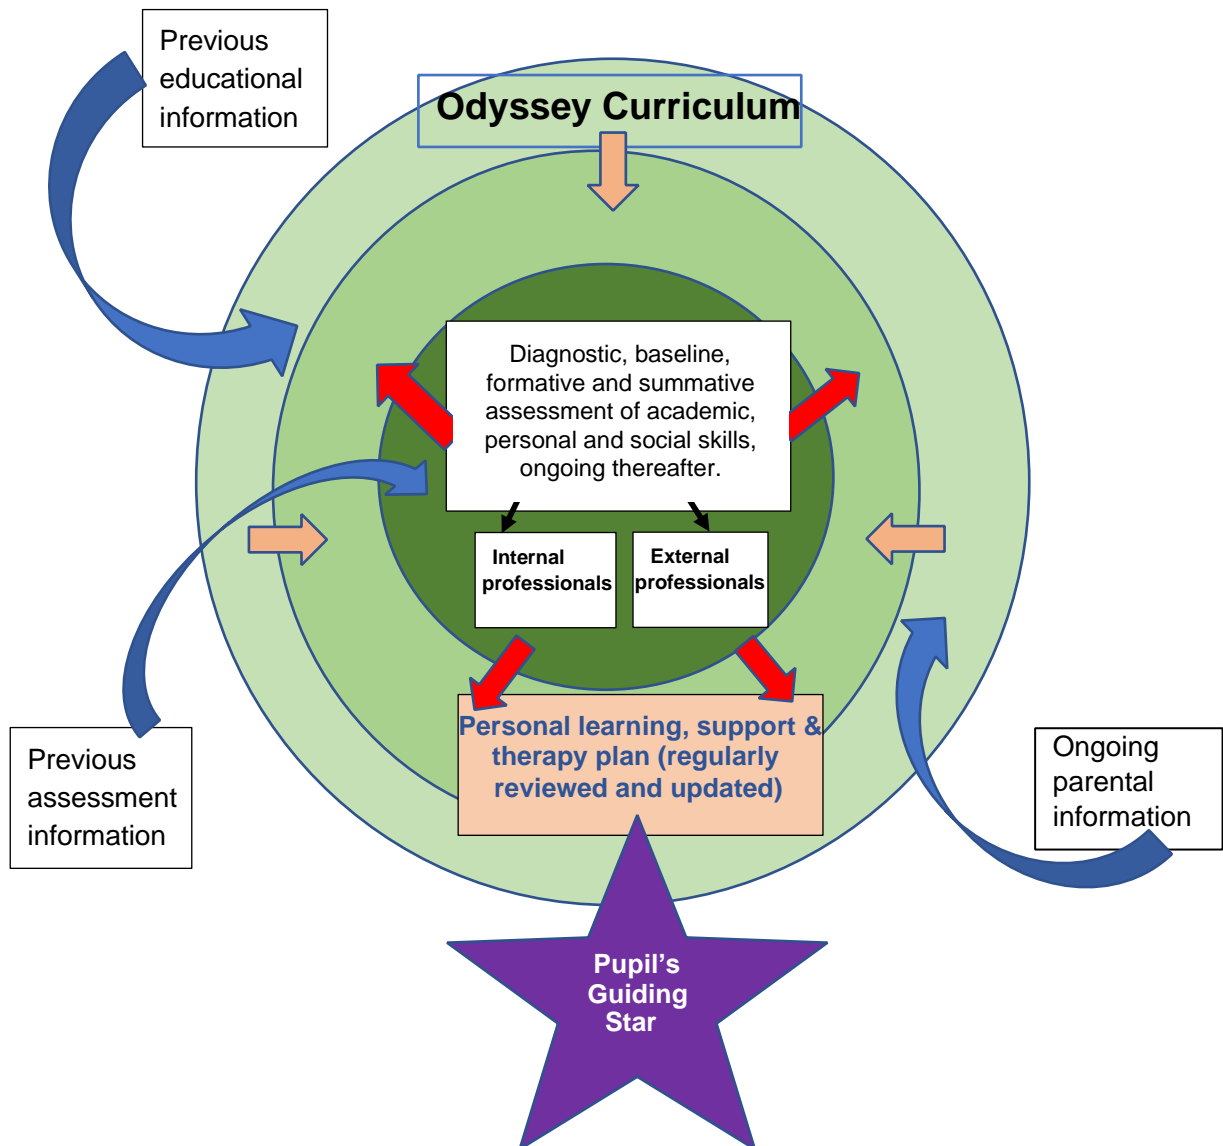 Previous
educational
information
Odyssey Curriculum
Diagnostic, baseline,
formative and summative
assessment of academic,
personal and social skills,
ongoing thereafter.
Internal
professionals
External
professionals
Personal learning, support &
therapy plan (regularly
reviewed and updated)
Previous
assessment
information
Ongoing
parental
information
Pupil’s
Guiding
Star